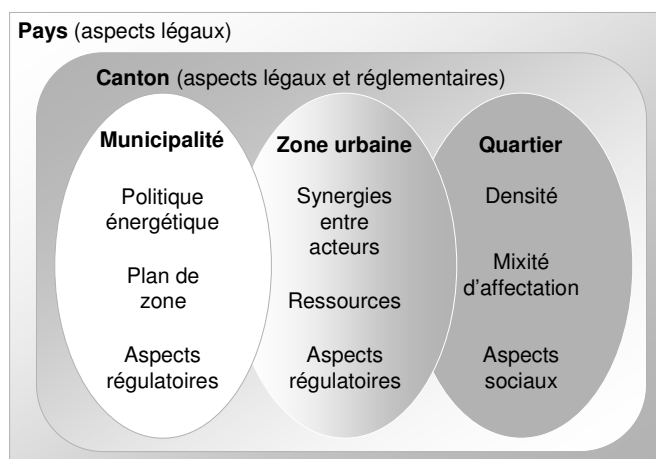 Pays (aspects légaux)
Canton (aspects légaux et réglementaires)
Municipalité
Politique
énergétique
Plan de
zone
Aspects
régulatoires
Zone urbaine
Synergies
entre
acteurs
Ressources
Aspects
régulatoires
Quartier
Densité
Mixité
d'affectation
Aspects
sociaux